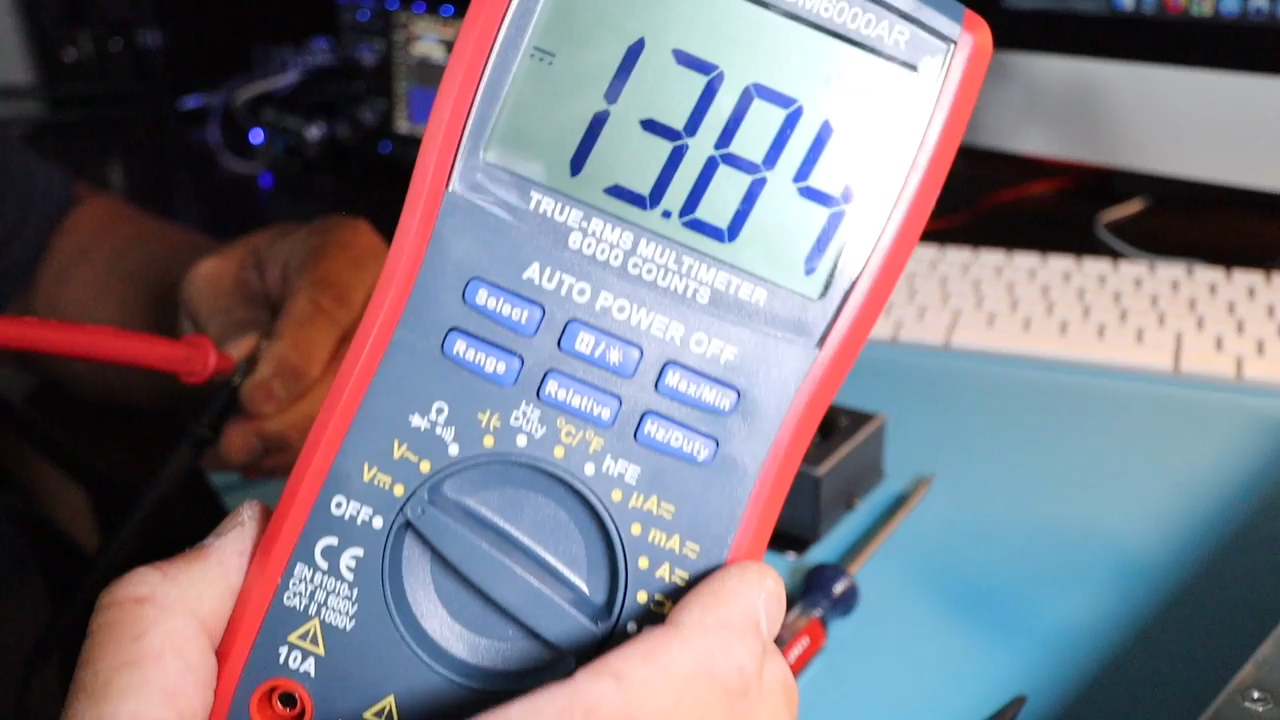 DM6000AR
13.84
TRUE-RMS MULTIMETER
6000 COUNTS
AUTO POWER OFF
Select
Range
Relative
Max/Min
Hz/Duty
Ω
Hz
Duty
°C/°F
hFE
V~
V⎓
OFF
µA≂
mA≂
A≂
CE
EN 61010-1
CAT III 600V
CAT II 1000V
10A